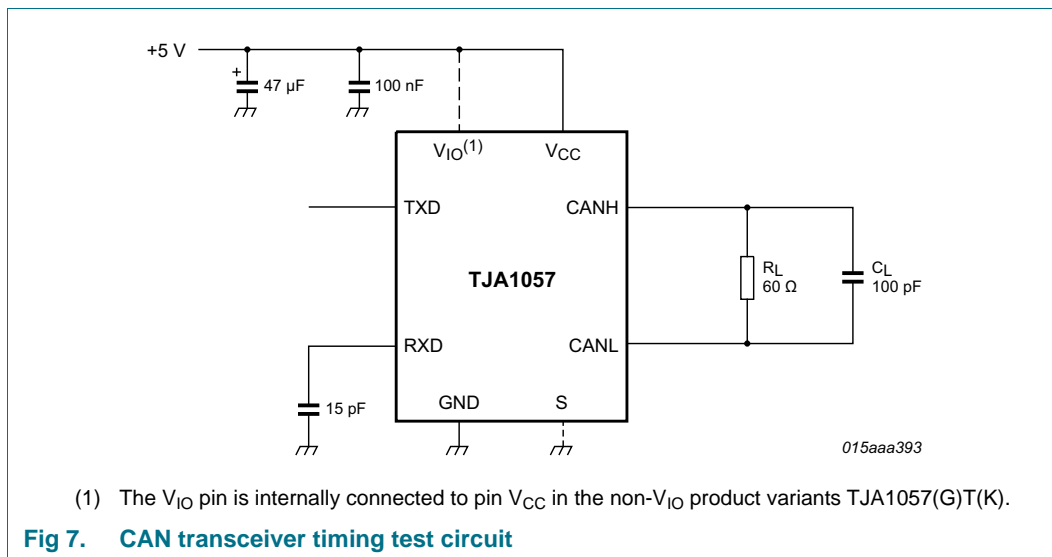 +5 V
+
47 µF
100 nF
VIO(1)
VCC
TXD
CANH
TJA1057
RL
60 Ω
CL
100 pF
RXD
CANL
15 pF
GND
S
015aaa393
(1) The VIO pin is internally connected to pin VCC in the non-VIO product variants TJA1057(G)T(K).
Fig 7. CAN transceiver timing test circuit